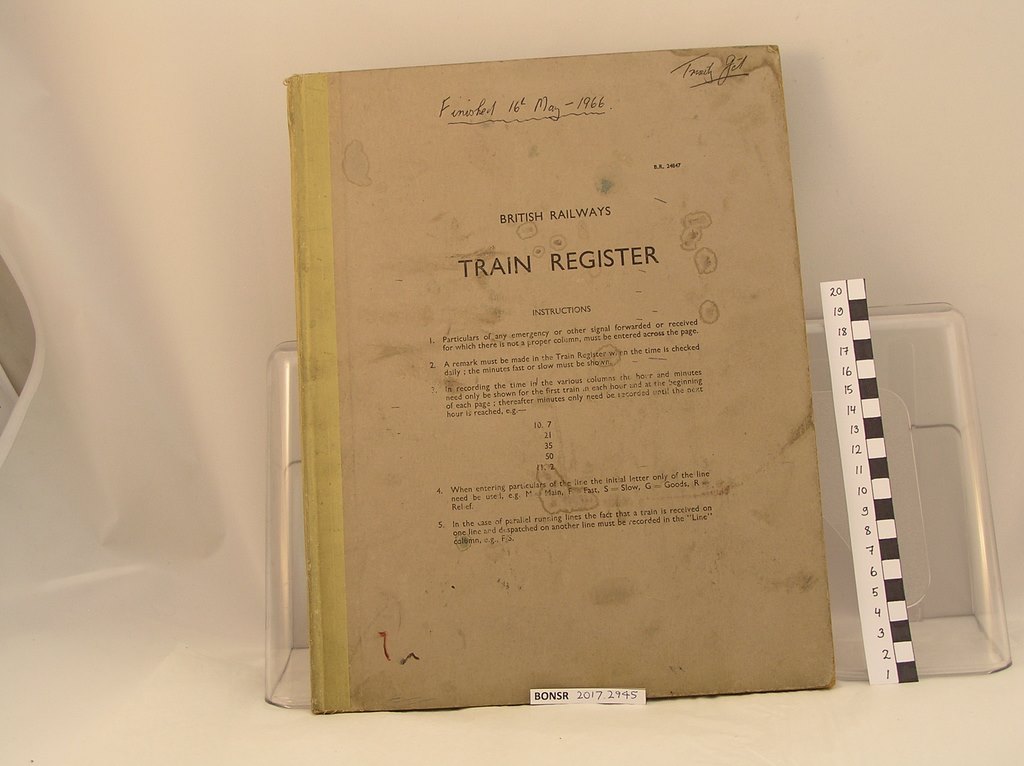 Finished 16th May - 1966.
B.R. 24847
BRITISH RAILWAYS
TRAIN REGISTER
INSTRUCTIONS
1. Particulars of any emergency or other signal forwarded or received
for which there is not a proper column, must be entered across the page.
2. A remark must be made in the Train Register when the time is checked
daily ; the minutes fast or slow must be shown.
3. In recording the time in the various columns the hour and minutes
need only be shown for the first train in each hour and at the beginning
of each page ; thereafter minutes only need be recorded until the next
hour is reached, e.g.—
10. 7
21
35
50
11. 2
4. When entering particulars of the line the initial letter only of the line
need be used, e.g. M — Main, F — Fast, S — Slow, G — Goods, R —
Relief.
5. In the case of parallel running lines the fact that a train is received on
one line and despatched on another line must be recorded in the "Line"
column, e.g., F/S.
BONSR 2017.2945
20
19
18
17
16
15
14
13
12
11
10
9
8
7
6
5
4
3
2
1